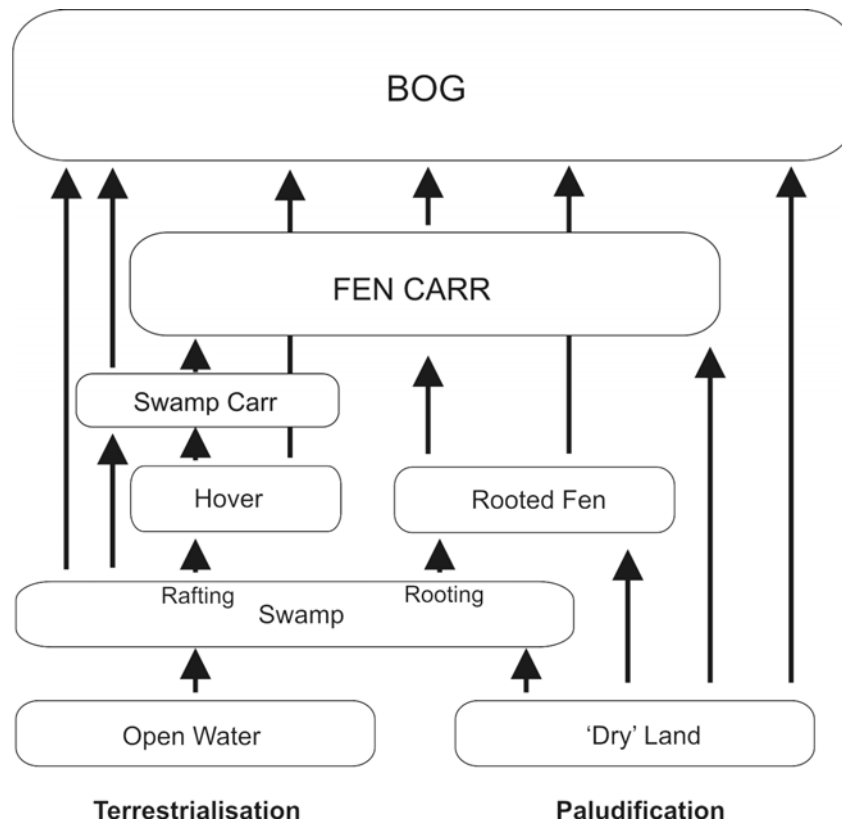 BOG
FEN CARR
Swamp Carr
Hover
Rooted Fen
Rafting
Rooting
Swamp
Open Water
‘Dry’ Land
Terrestrialisation
Paludification